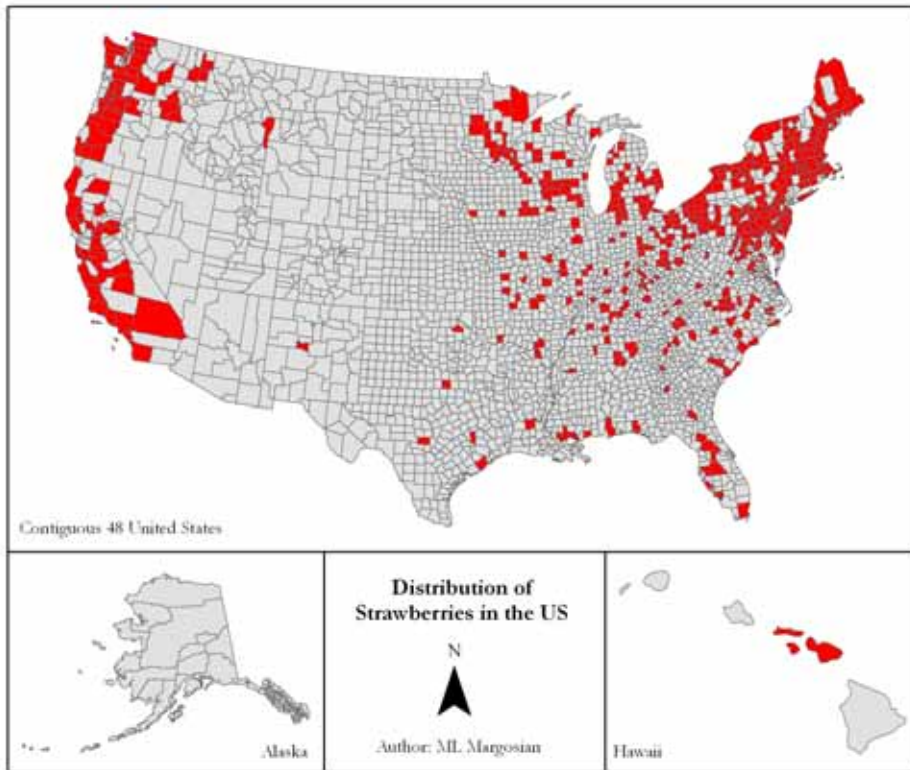 Contiguous 48 United States
Distribution of
Strawberries in the US
N
Author: ML Margosian
Alaska
Hawaii